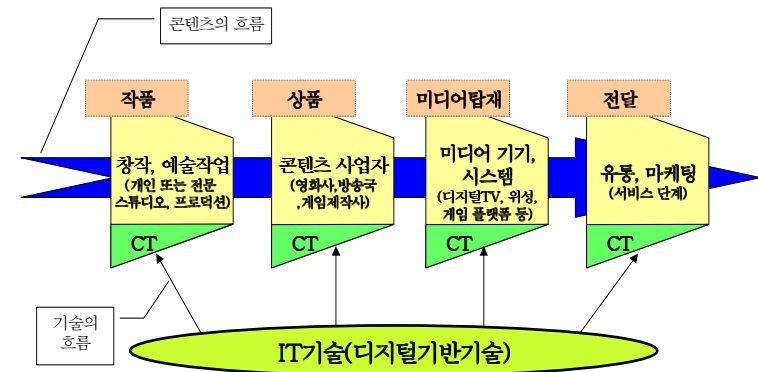 콘텐츠의 흐름
작품
상품
미디어탑재
전달
창작, 예술작업
(개인 또는 전문
스튜디오, 프로덕션)
콘텐츠 사업자
(영화사,방송국
,게임제작사)
미디어 기기,
시스템
(디지털TV, 위성,
게임 플랫폼 등)
유통, 마케팅
(서비스 단계)
CT
CT
CT
CT
기술의
흐름
IT기술(디지털기반기술)